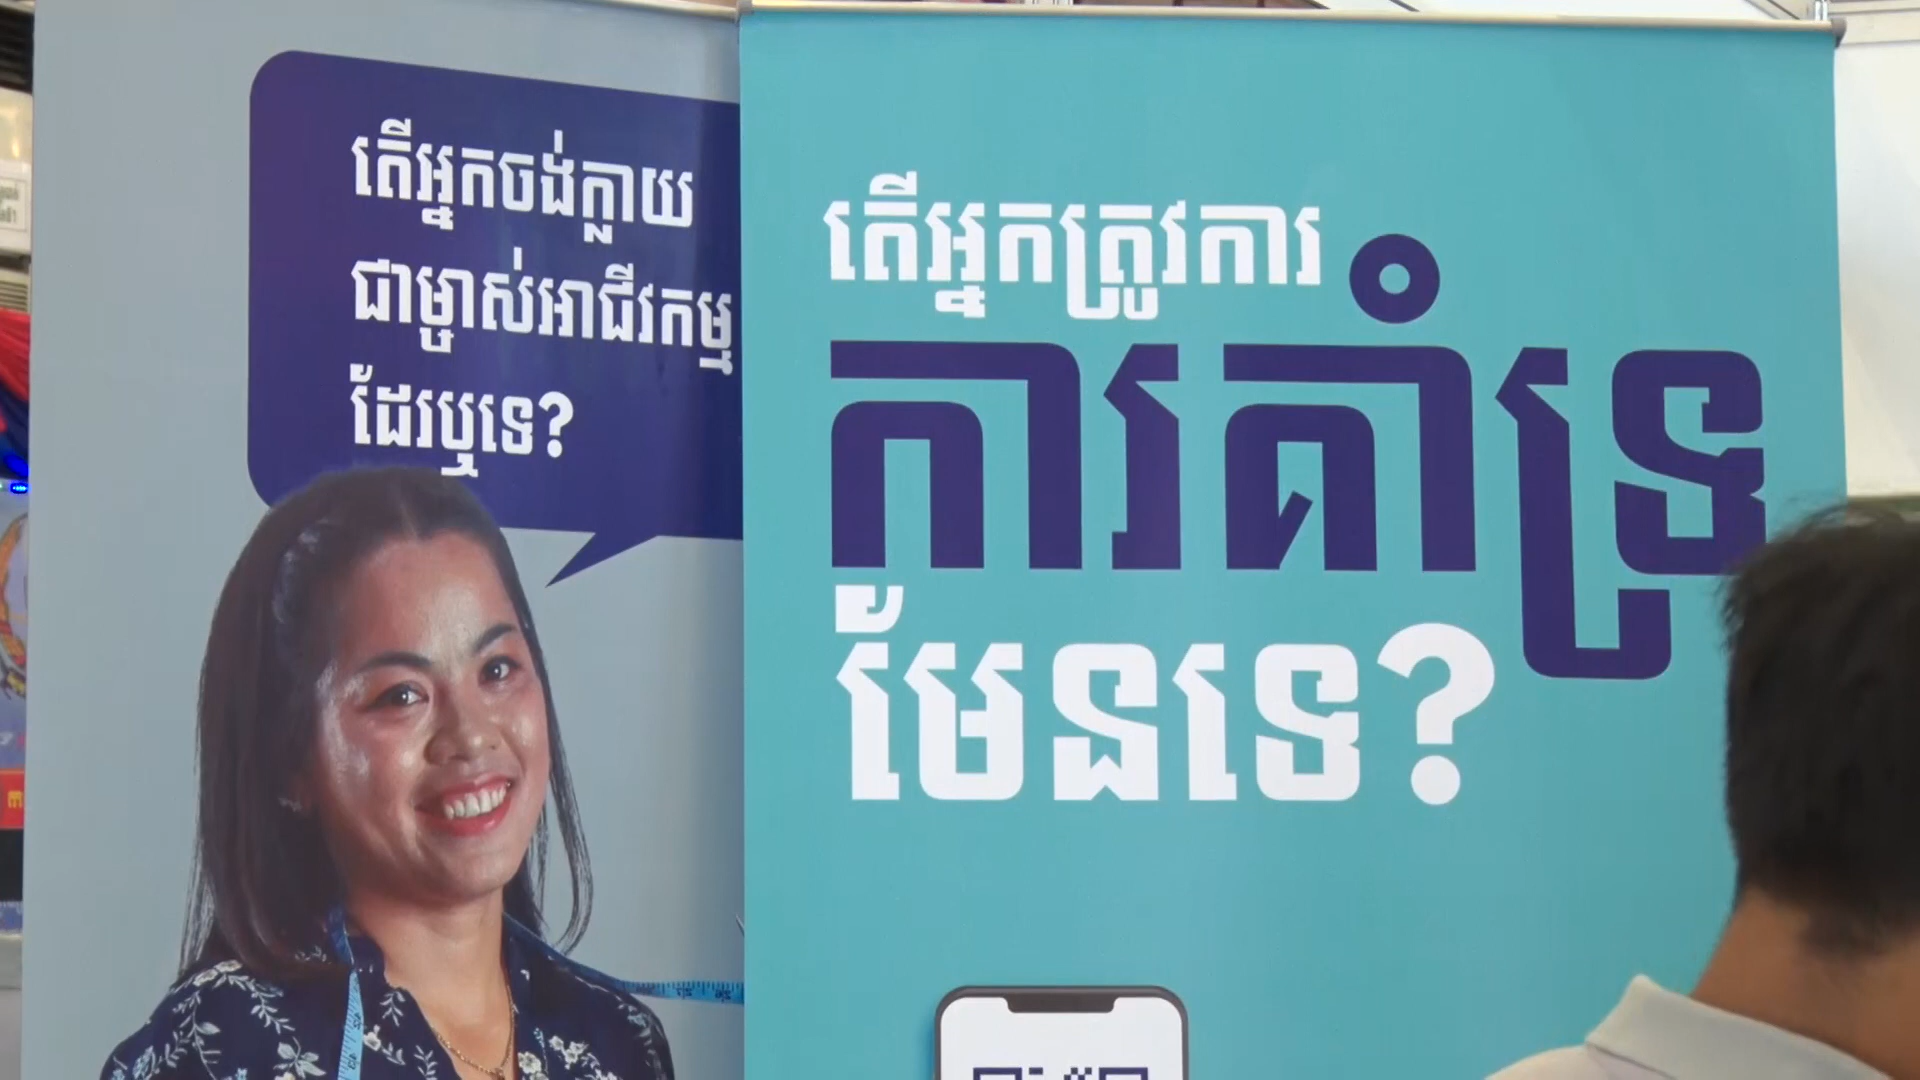 តើអ្នកចង់ក្លាយ
ជាម្ចាស់អាជីវកម្ម
ដែរឬទេ?
តើអ្នកត្រូវការ
ការគាំទ្រ
មែនទេ?